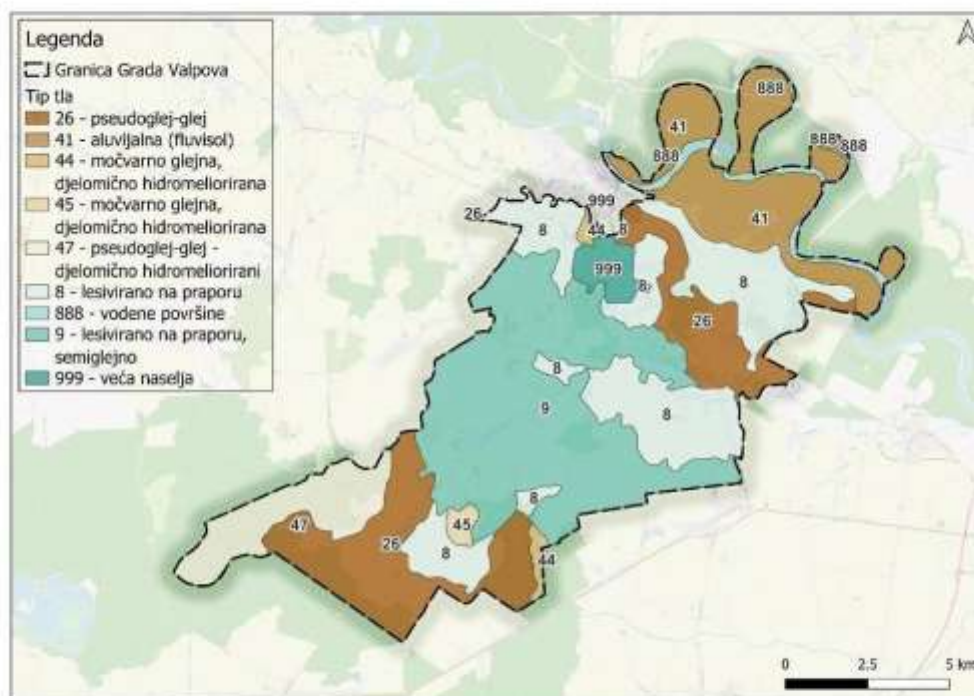 Legenda
Granica Grada Valpova
Tip tla
26 - pseudoglej-glej
41 - aluvijalna (fluvisol)
44 - močvarno glejna,
djelomično hidromeliorirana
45 - močvarno glejna,
djelomično hidromeliorirana
47 - pseudoglej-glej -
djelomično hidromeliorirani
8 - lesivirano na praporu
888 - vodene površine
9 - lesivirano na praporu,
semiglejno
999 - veća naselja
888
41
888
888
888
999
26
8
44
8
41
999
8
8
26
8
9
8
8
47
26
45
8
44
0
2.5
5 km